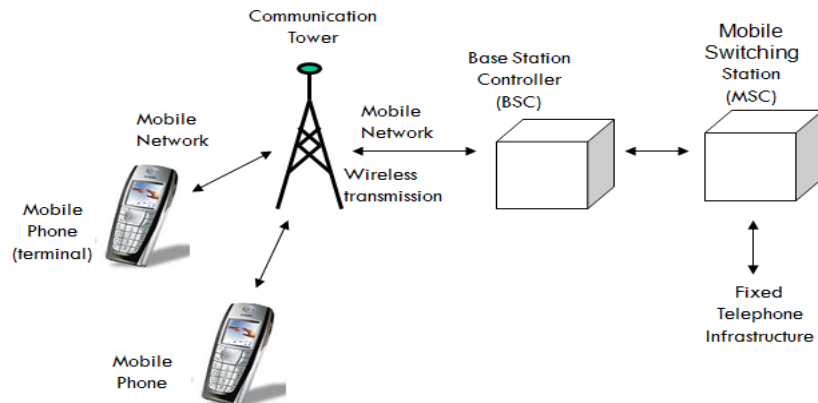 Communication
Tower
Mobile
Network
Mobile
Phone
(terminal)
Mobile
Phone
Mobile
Network
Wireless
transmission
Base Station
Controller
(BSC)
Mobile
Switching
Station
(MSC)
Fixed
Telephone
Infrastructure